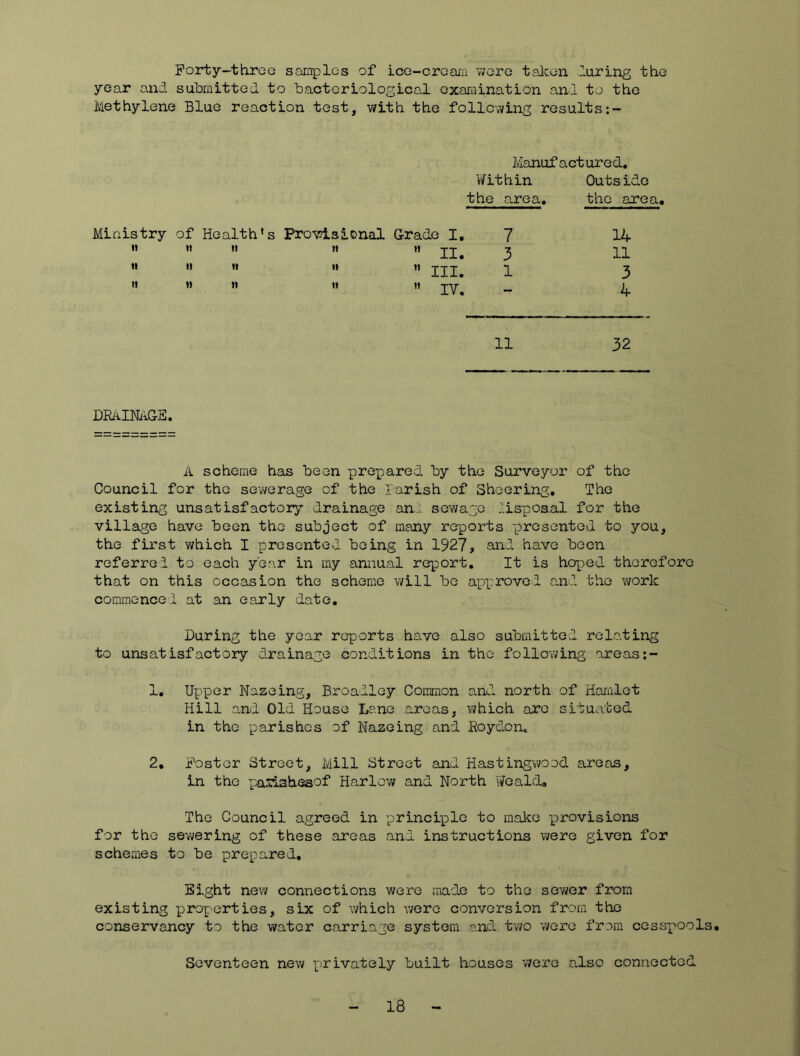 Forty-three samples of ice-cream were taken during the
year and submitted to bacteriological examination and to the
Methylene Blue reaction test, with the following results:-
Manufactured.
Within Outside
the area. the area.
Ministry of Health's Provisional Grade I. 7 14
" " " " " II. 3 11
" " " " " III. 1 3
" " " " " IV. - 4
11 32
DRAINAGE.
=========
A scheme has been prepared by the Surveyor of the
Council for the sewerage of the Parish of Sheering. The
existing unsatisfactory drainage and sewage disposal for the
village have been the subject of many reports presented to you,
the first which I presented being in 1927, and have been
referred to each year in my annual report. It is hoped therefore
that on this occasion the scheme will be approved and the work
commenced at an early date.
During the year reports have also submitted relating
to unsatisfactory drainage conditions in the following areas:-
1. Upper Nazeing, Broadley Common and north of Hamlet
Hill and Old House Lane areas, which are situated
in the parishes of Nazeing and Roydon.
2. Foster Street, Mill Street and Hastingwood areas,
in the parishesof Harlow and North Weald.
The Council agreed in principle to make provisions
for the sewering of these areas and instructions were given for
schemes to be prepared.
Eight new connections were made to the sewer from
existing properties, six of which were conversion from the
conservancy to the water carriage system and two were from cesspools.
Seventeen new privately built houses were also connected
- 18 -